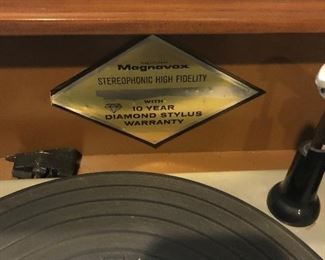 Magnavox
STEREOPHONIC HIGH FIDELITY
WITH
10 YEAR
DIAMOND STYLUS
WARRANTY